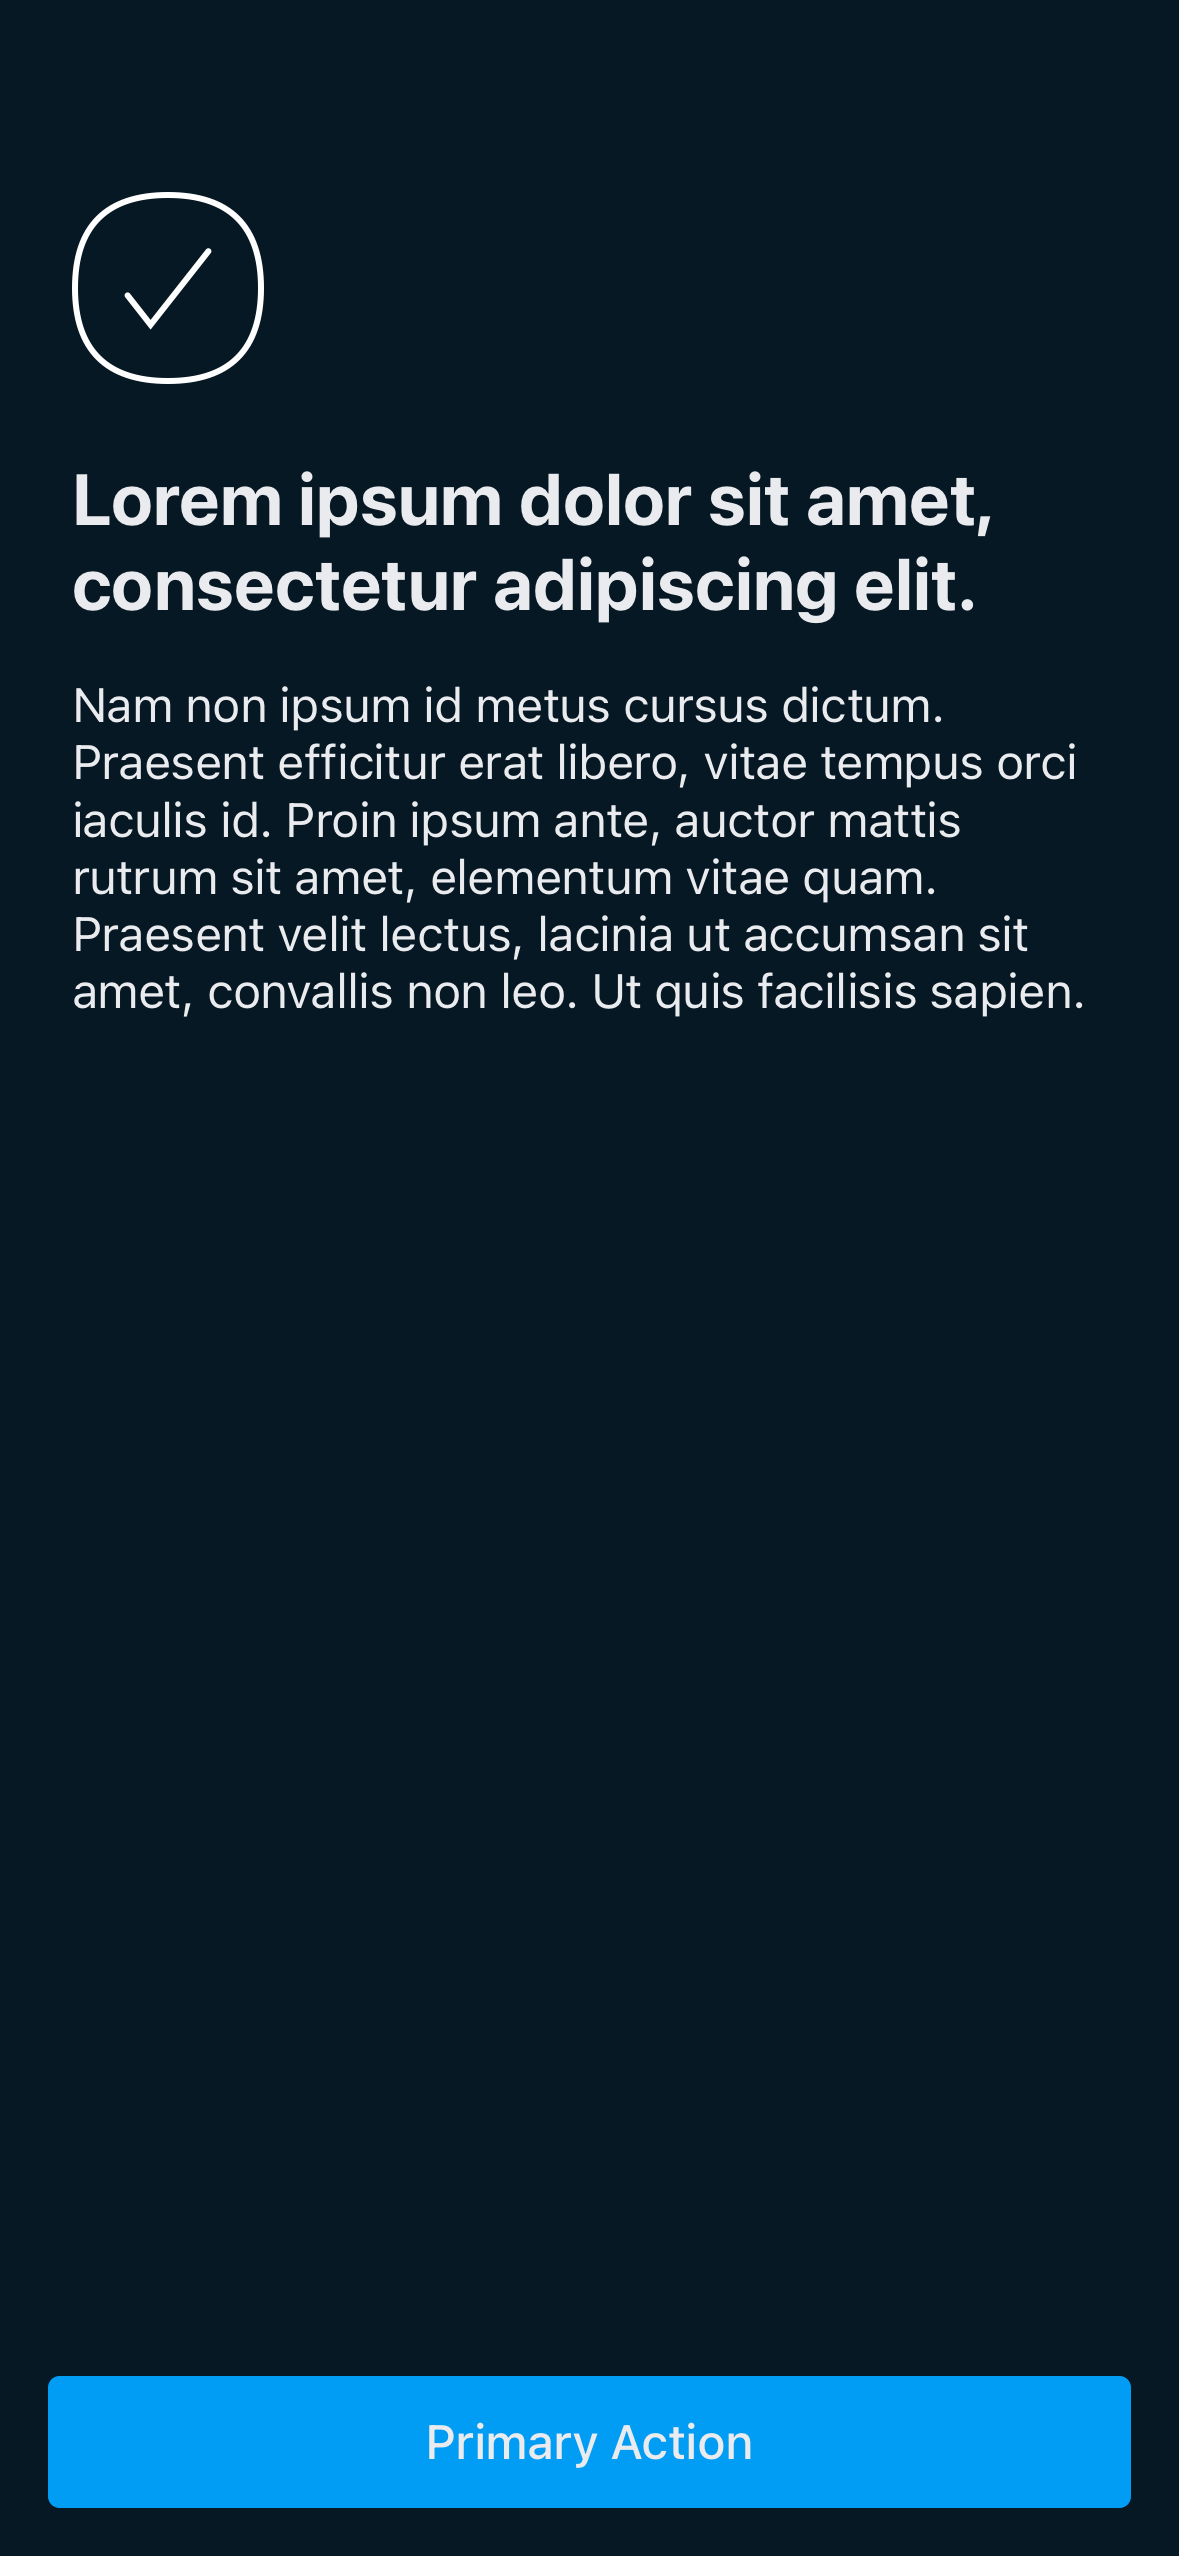 Lorem ipsum dolor sit amet,
consectetur adipiscing elit.
Nam non ipsum id metus cursus dictum.
Praesent efficitur erat libero, vitae tempus orci
iaculis id. Proin ipsum ante, auctor mattis
rutrum sit amet, elementum vitae quam.
Praesent velit lectus, lacinia ut accumsan sit
amet, convallis non leo. Ut quis facilisis sapien.
Primary Action